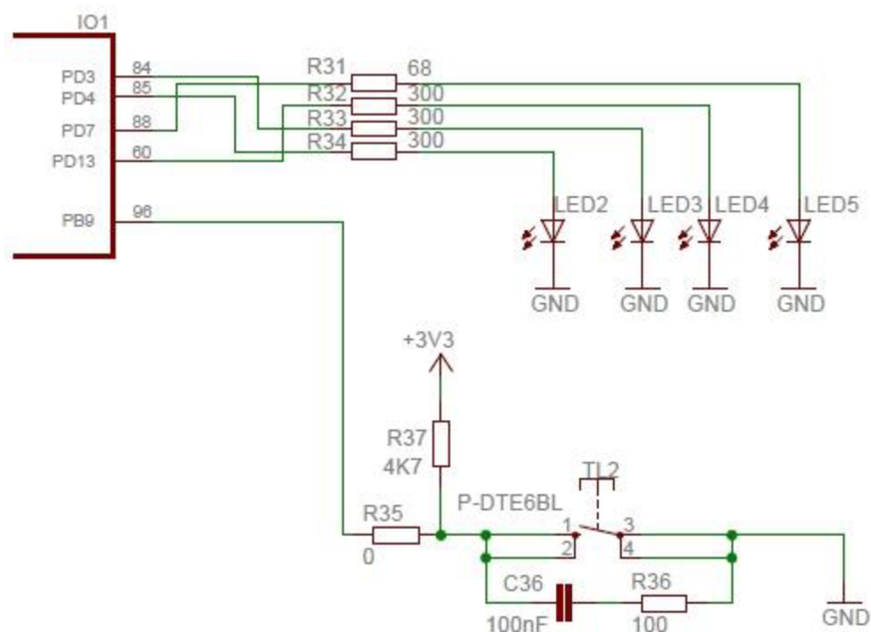 IO1
PD3 84
PD4 85
PD7 88
PD13 60
PB9 96
R31 68
R32 300
R33 300
R34 300
LED2 LED3 LED4 LED5
GND GND GND GND
+3V3
R37
4K7
TL2
P-DTE6BL
R35
0
1 3
2 4
C36 R36
100nF 100
GND